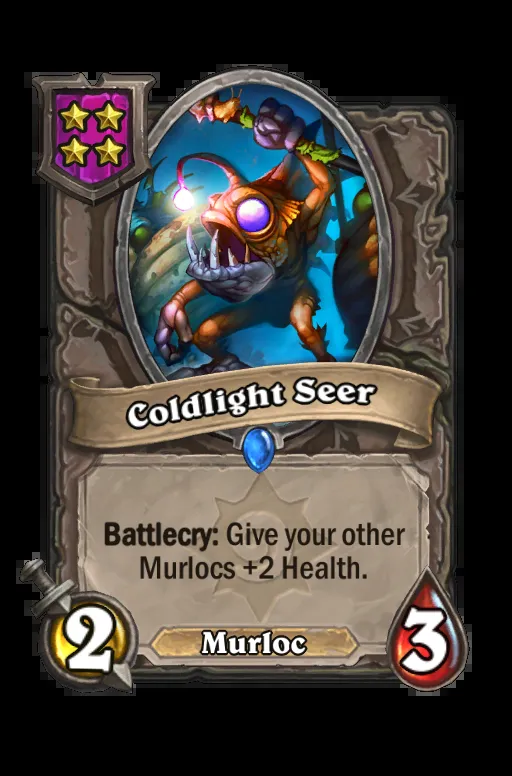 Coldlight Seer
Battlecry: Give your other
Murlocs +2 Health.
2
Murloc
3